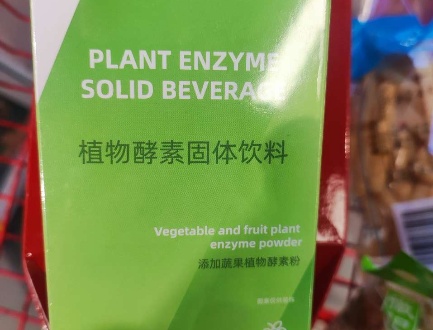 PLANT ENZYME
SOLID BEVERAGE
植物酵素固体饮料
Vegetable and fruit plant
enzyme powder
添加蔬果植物酵素粉